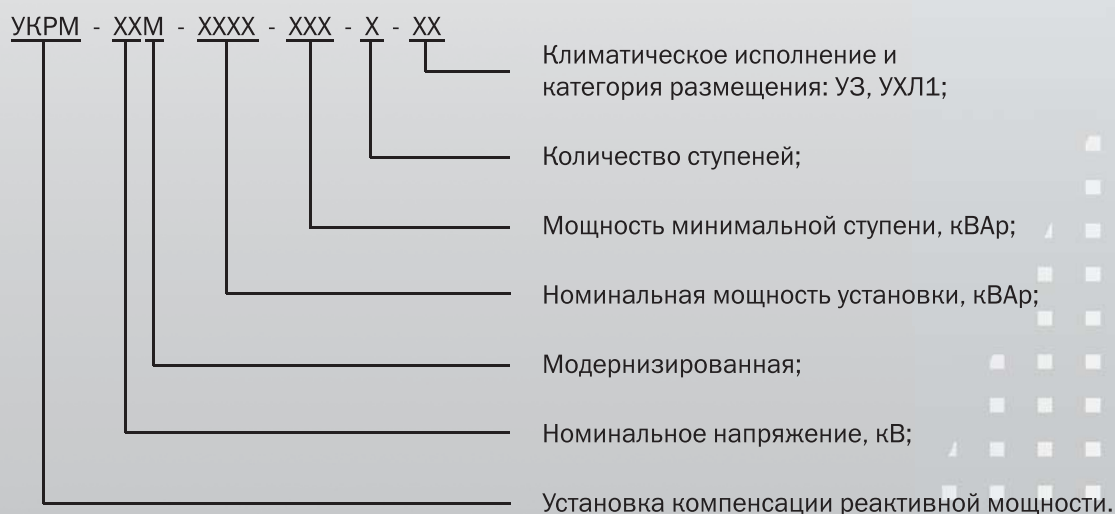 УКРМ - ХХМ - ХХХХ - ХХХ - Х - ХХ
Климатическое исполнение и
категория размещения: У3, УХЛ1;
Количество ступеней;
Мощность минимальной ступени, кВАр;
Номинальная мощность установки, кВАр;
Модернизированная;
Номинальное напряжение, кВ;
Установка компенсации реактивной мощности.